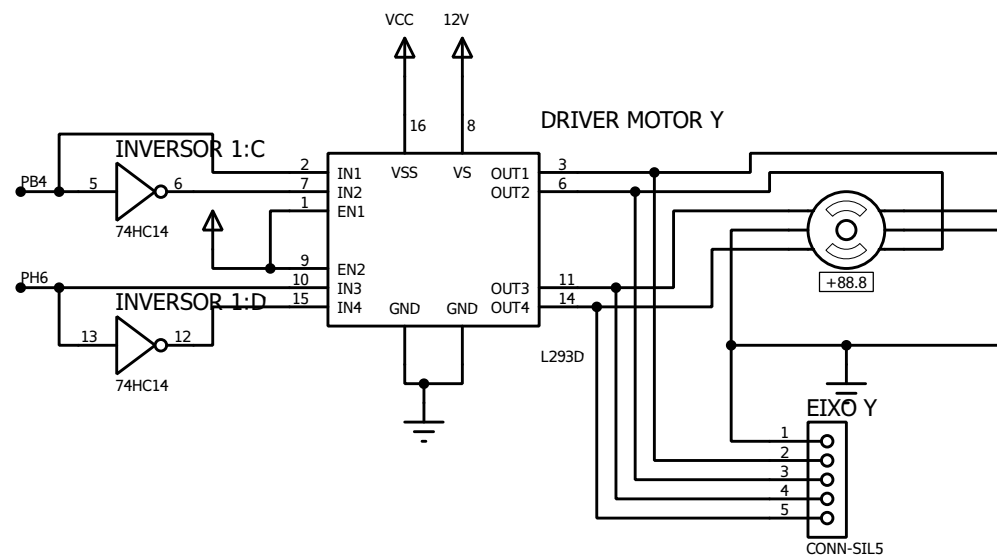 VCC 12V
16 8
DRIVER MOTOR Y
INVERSOR 1:C
PB4 5 6
74HC14
2 IN1 VSS VS OUT1 3
7 IN2 OUT2 6
1 EN1
9 EN2
PH6 10 IN3 OUT3 11
INVERSOR 1:D 15 IN4 GND GND OUT4 14
+88.8
13 12
74HC14
L293D
EIXO Y
1
2
3
4
5
CONN-SIL5